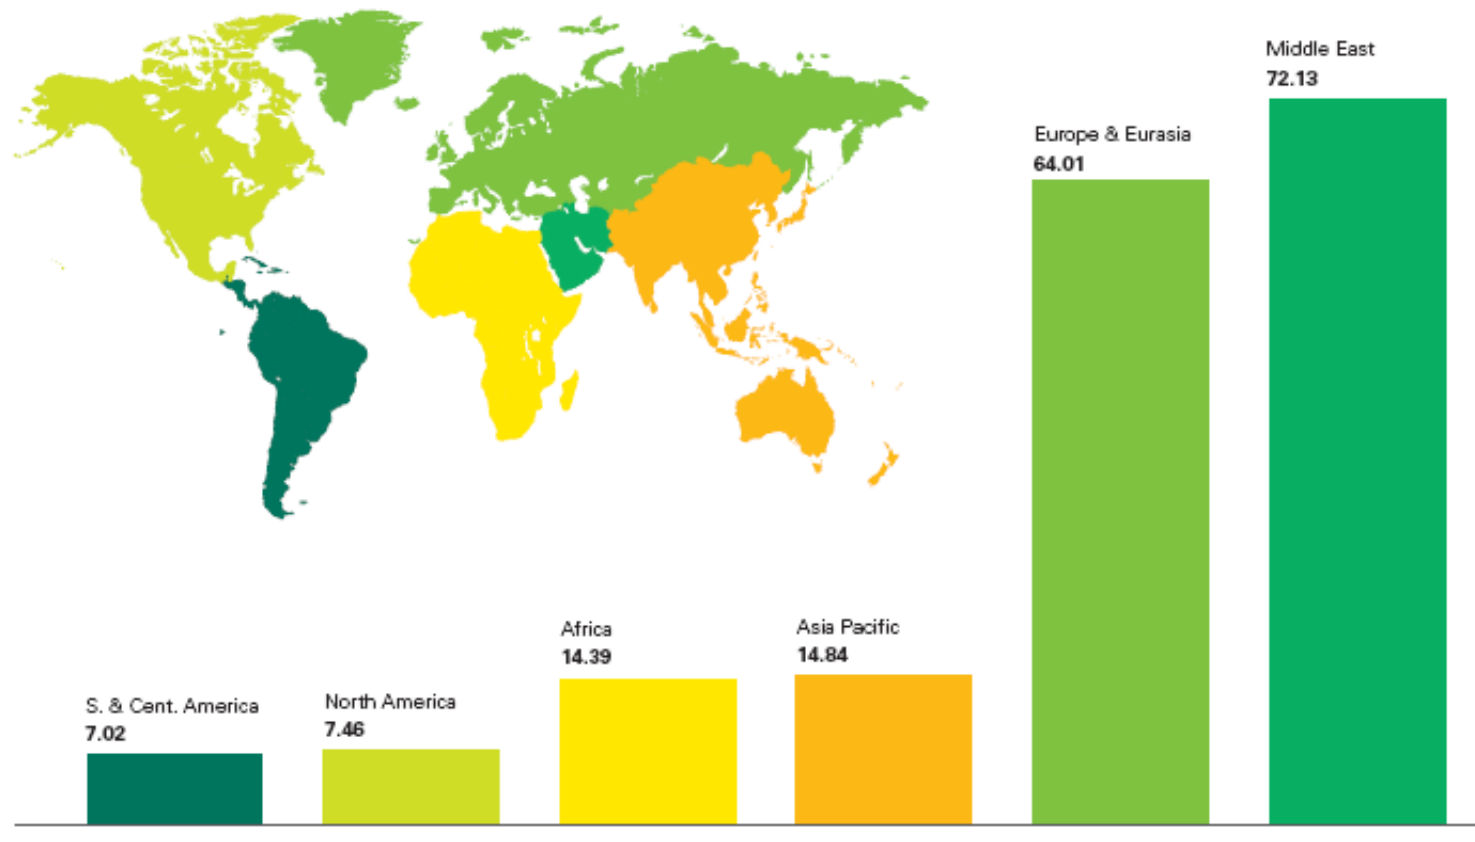 Middle East
72.13
Europe & Eurasia
64.01
Africa
14.39
Asia Pacific
14.84
S. & Cent. America
7.02
North America
7.46